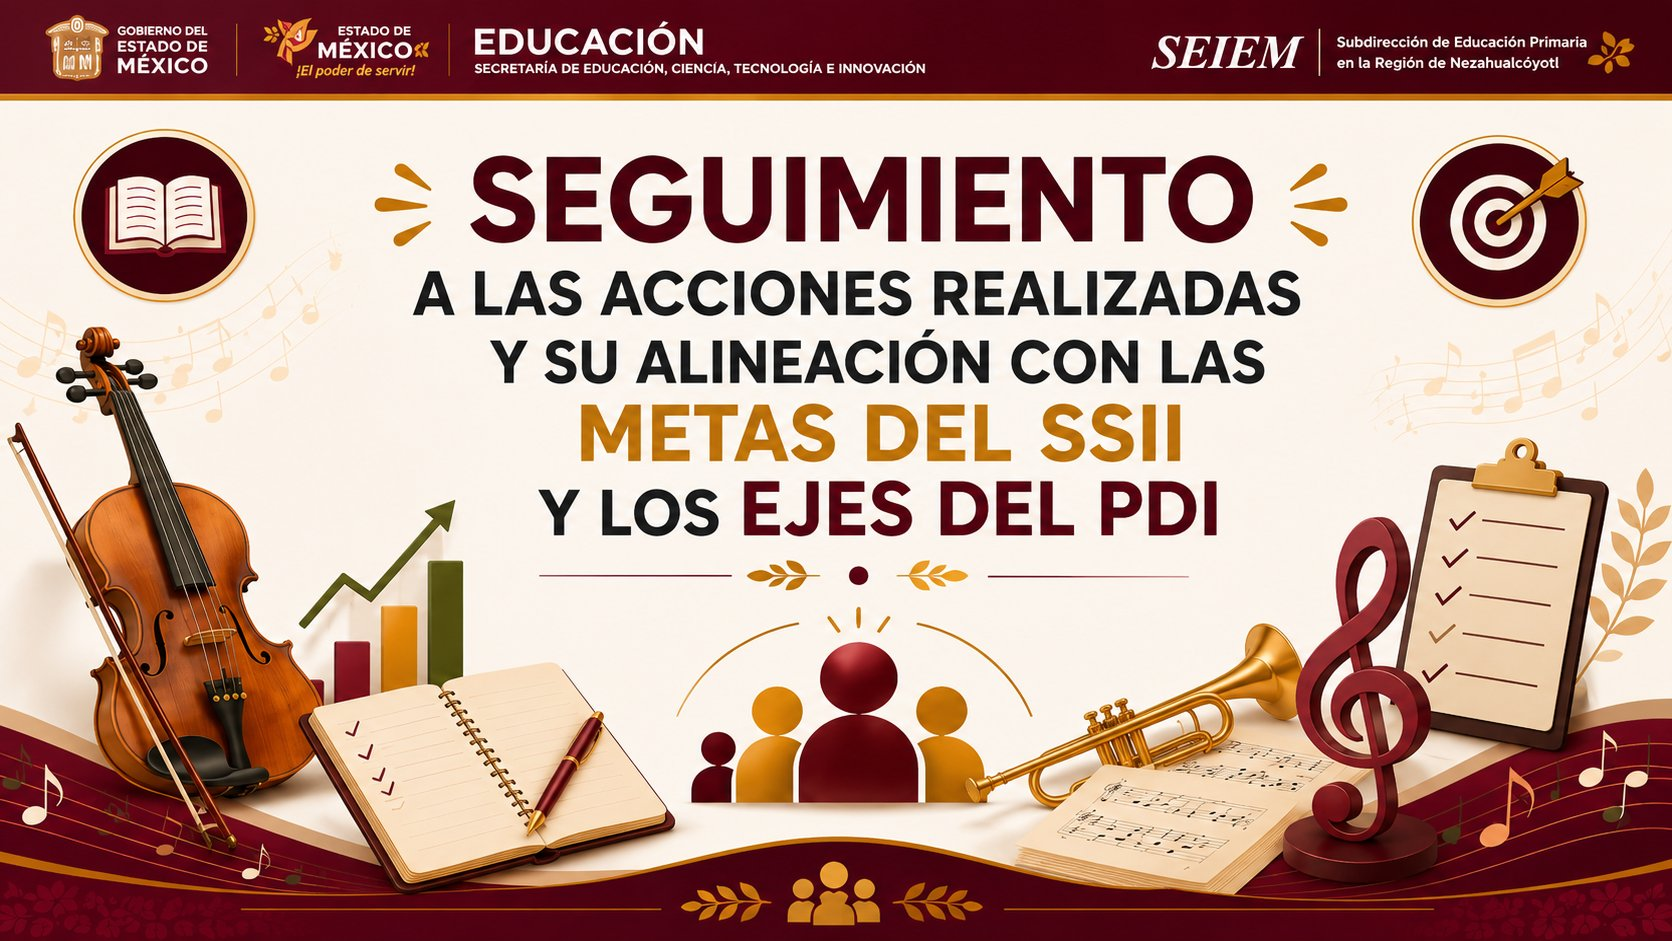 GOBIERNO DEL
ESTADO DE
MÉXICO
ESTADO DE
MÉXICO
¡El poder de servir!
EDUCACIÓN
SECRETARÍA DE EDUCACIÓN, CIENCIA, TECNOLOGÍA E INNOVACIÓN
SEIEM
Subdirección de Educación Primaria
en la Región de Nezahualcóyotl
SEGUIMIENTO
A LAS ACCIONES REALIZADAS
Y SU ALINEACIÓN CON LAS
METAS DEL SSII
Y LOS EJES DEL PDI